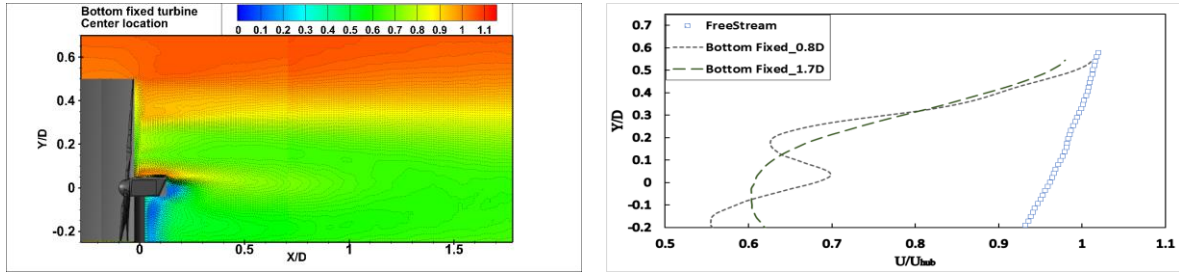 Bottom fixed turbine
Center location
0 0.1 0.2 0.3 0.4 0.5 0.6 0.7 0.8 0.9 1 1.1
0.6
0.4
0.2
0
-0.2
Y/D
0 0.5 1 1.5
X/D
0.75
0.7
0.6
0.5
0.4
0.3
0.2
0.1
0
-0.1
-0.2
Y/D
FreeStream
Bottom Fixed_0.8D
Bottom Fixed_1.7D
0.5 0.6 0.7 0.8 0.9 1 1.1
U/Uhub